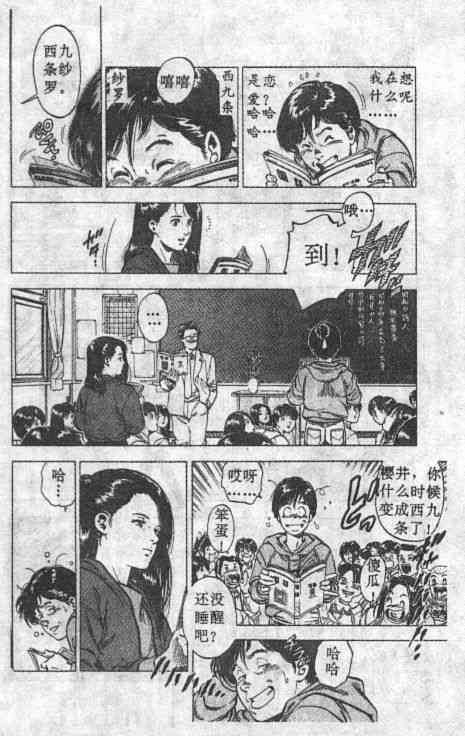 我在想
什么呢
……
是恋
爱？
哈哈
哈…
西九条
纱罗
嘻嘻
西九
条纱
罗。
哦…
到！
……
樱井，你
什么时候
变成西九
条了！
哎呀
……
笨蛋！
傻瓜！
还没
睡醒
吧？
哈哈
哈…